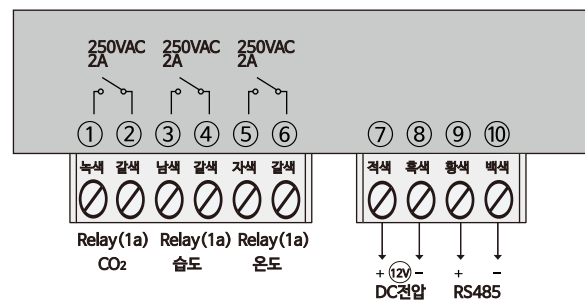 250VAC 250VAC 250VAC
2A 2A 2A
① ② ③ ④ ⑤ ⑥ ⑦ ⑧ ⑨ ⑩
녹색 갈색 남색 갈색 자색 갈색 적색 흑색 황색 백색
Relay(1a) Relay(1a) Relay(1a)
CO₂ 습도 온도
+ 12V − + −
DC전압 RS485